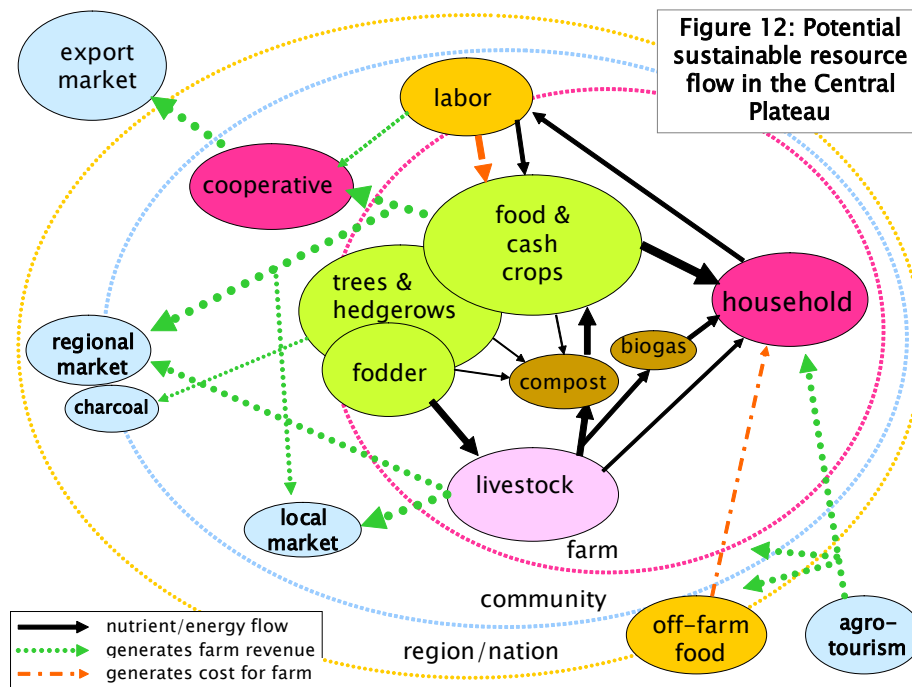 Figure 12: Potential
sustainable resource
flow in the Central
Plateau
export
market
labor
cooperative
food &
cash
crops
trees &
hedgerows
household
regional
market
biogas
fodder
compost
charcoal
livestock
local
market
farm
community
off-farm
food
agro-
tourism
region/nation
nutrient/energy flow
generates farm revenue
generates cost for farm